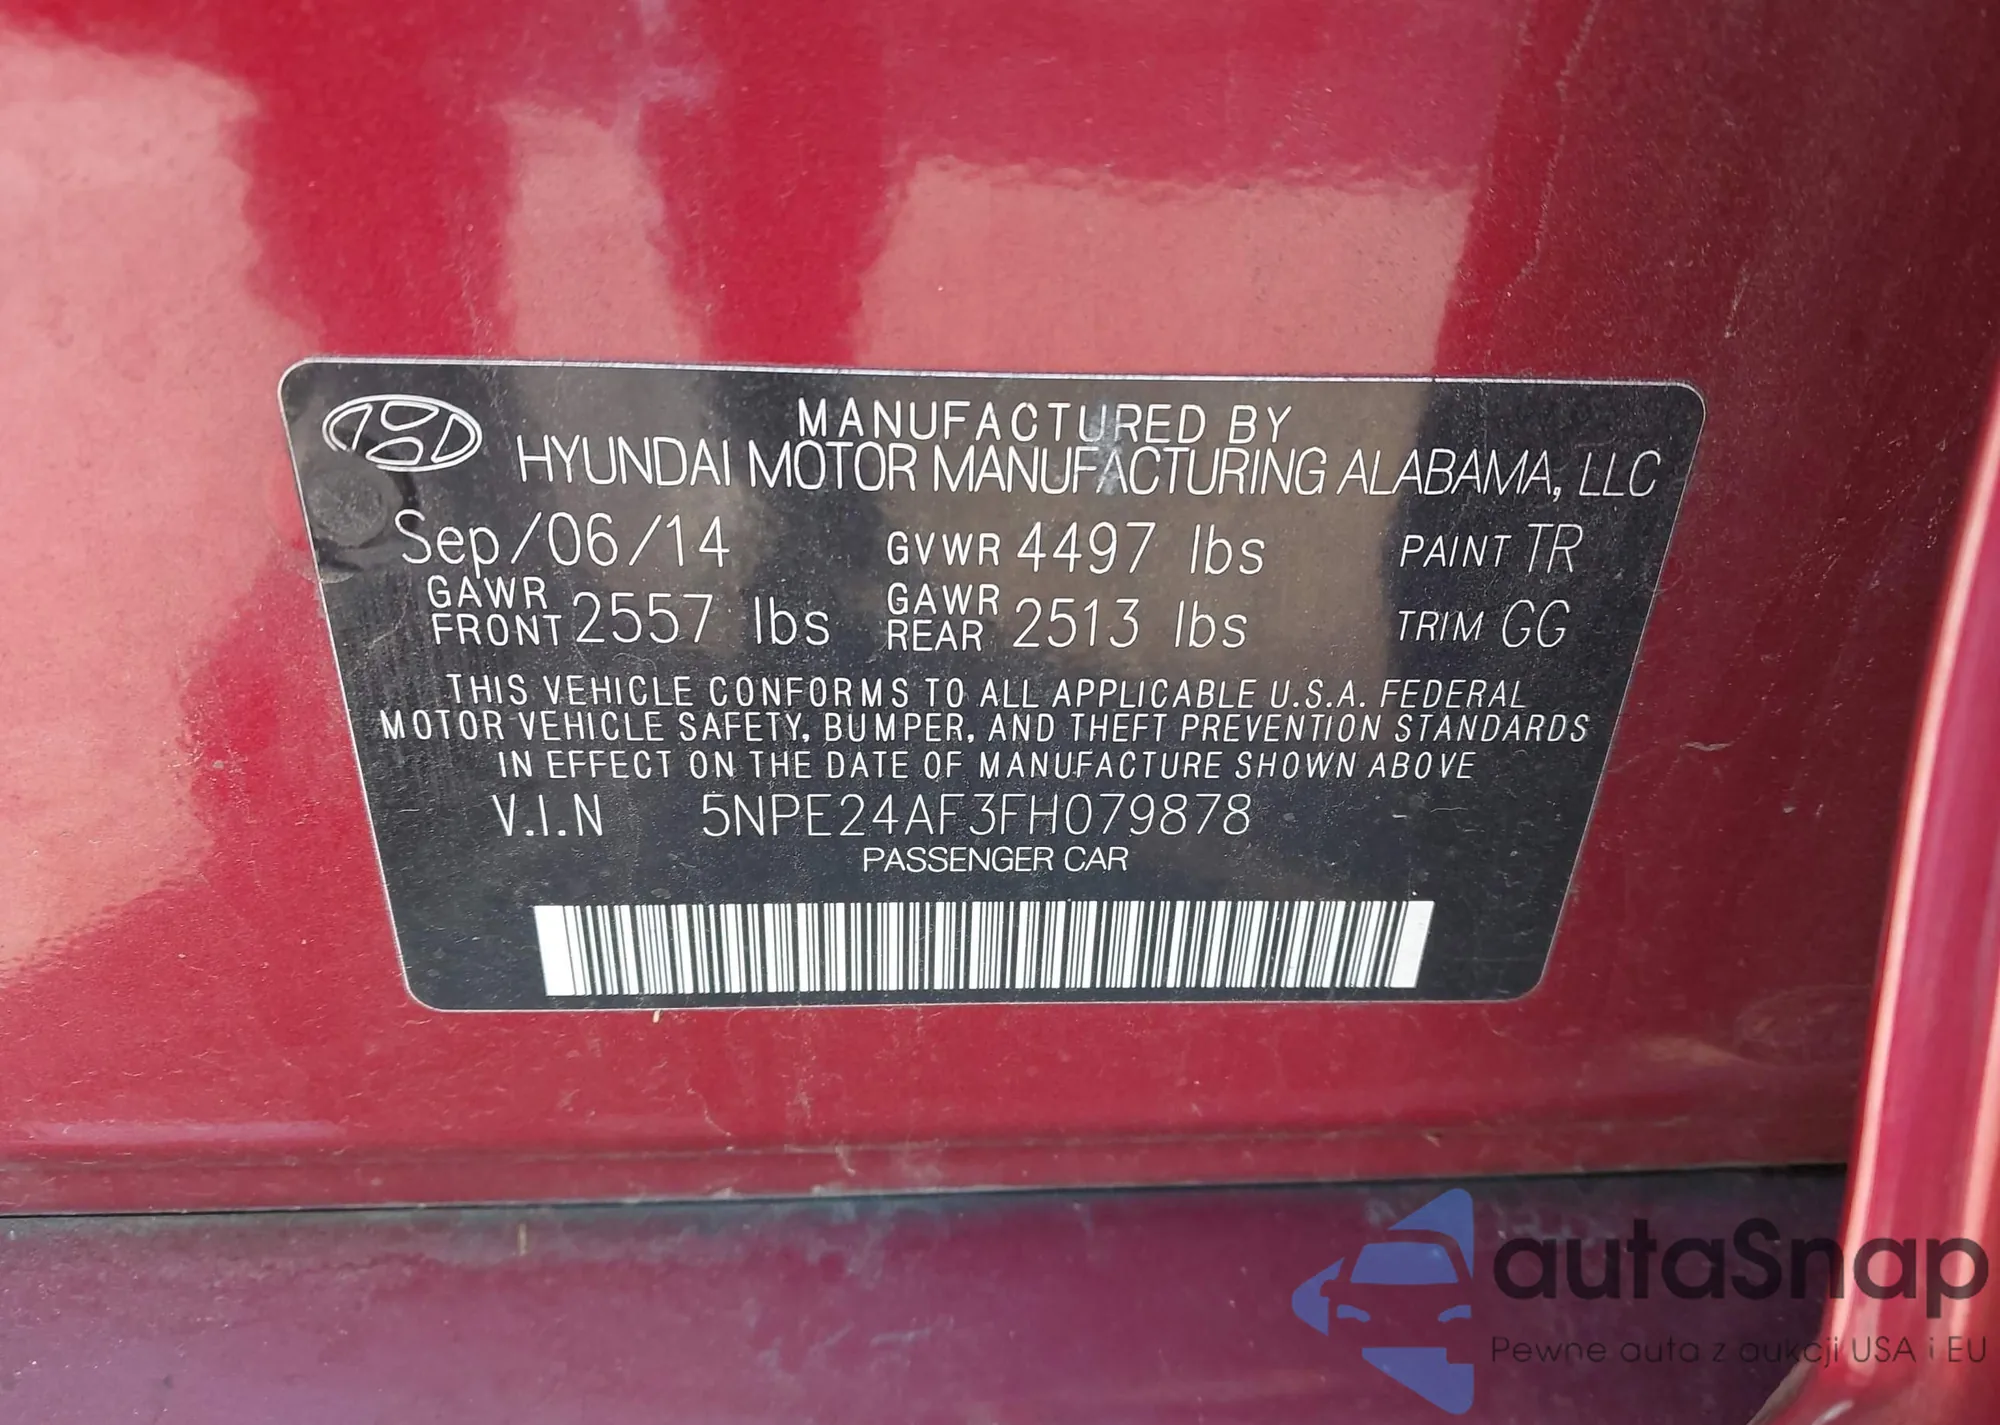 MANUFACTURED BY
HYUNDAI MOTOR MANUFACTURING ALABAMA, LLC
Sep/06/14 GVWR 4497 lbs PAINT TR
GAWR FRONT 2557 lbs GAWR REAR 2513 lbs TRIM GG
THIS VEHICLE CONFORMS TO ALL APPLICABLE U.S.A. FEDERAL
MOTOR VEHICLE SAFETY, BUMPER, AND THEFT PREVENTION STANDARDS
IN EFFECT ON THE DATE OF MANUFACTURE SHOWN ABOVE
V.I.N 5NPE24AF3FH079878
PASSENGER CAR
autaSnap
Pewne auta z aukcji USA i EU